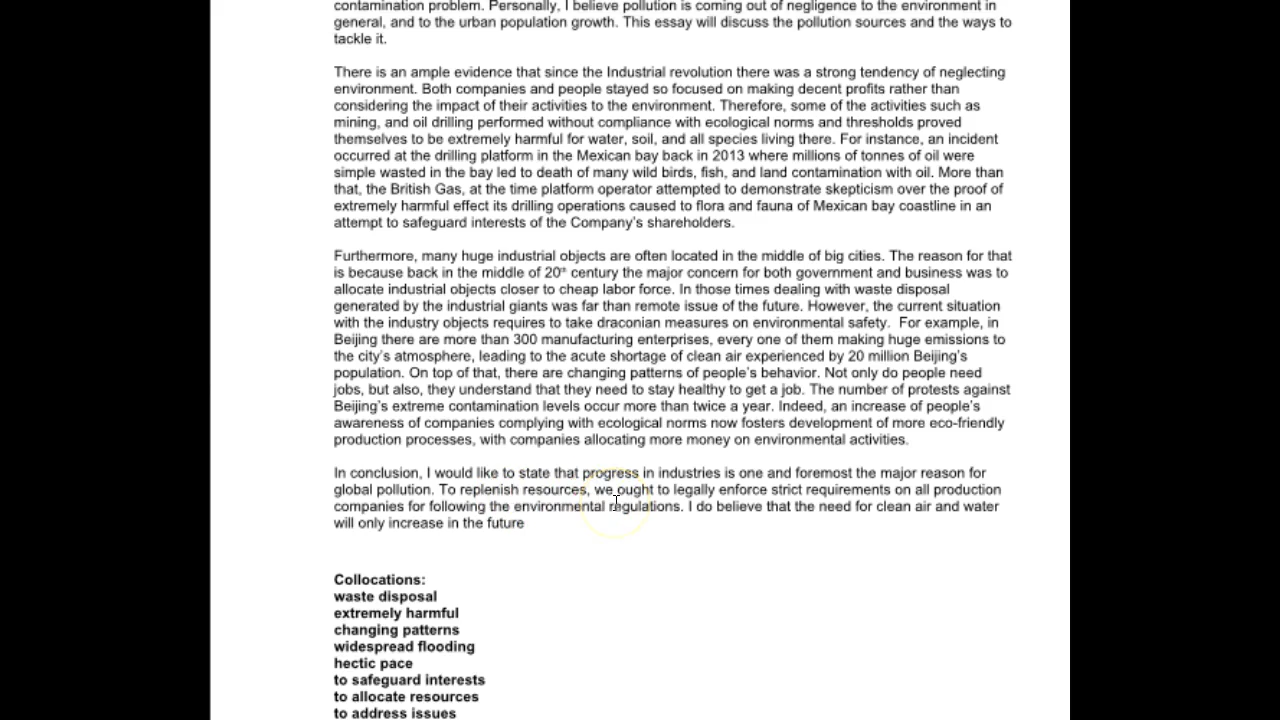 contamination problem. Personally, I believe pollution is coming out of negligence to the environment in
general, and to the urban population growth. This essay will discuss the pollution sources and the ways to
tackle it.
There is an ample evidence that since the Industrial revolution there was a strong tendency of neglecting
environment. Both companies and people stayed so focused on making decent profits rather than
considering the impact of their activities to the environment. Therefore, some of the activities such as
mining, and oil drilling performed without compliance with ecological norms and thresholds proved
themselves to be extremely harmful for water, soil, and all species living there. For instance, an incident
occurred at the drilling platform in the Mexican bay back in 2013 where millions of tonnes of oil were
simple wasted in the bay led to death of many wild birds, fish, and land contamination with oil. More than
that, the British Gas, at the time platform operator attempted to demonstrate skepticism over the proof of
extremely harmful effect its drilling operations caused to flora and fauna of Mexican bay coastline in an
attempt to safeguard interests of the Company's shareholders.
Furthermore, many huge industrial objects are often located in the middle of big cities. The reason for that
is because back in the middle of 20th century the major concern for both government and business was to
allocate industrial objects closer to cheap labor force. In those times dealing with waste disposal
generated by the industrial giants was far than remote issue of the future. However, the current situation
with the industry objects requires to take draconian measures on environmental safety.  For example, in
Beijing there are more than 300 manufacturing enterprises, every one of them making huge emissions to
the city's atmosphere, leading to the acute shortage of clean air experienced by 20 million Beijing's
population. On top of that, there are changing patterns of people's behavior. Not only do people need
jobs, but also, they understand that they need to stay healthy to get a job. The number of protests against
Beijing's extreme contamination levels occur more than twice a year. Indeed, an increase of people's
awareness of companies complying with ecological norms now fosters development of more eco-friendly
production processes, with companies allocating more money on environmental activities.
In conclusion, I would like to state that progress in industries is one and foremost the major reason for
global pollution. To replenish resources, we ought to legally enforce strict requirements on all production
companies for following the environmental regulations. I do believe that the need for clean air and water
will only increase in the future
Collocations:
waste disposal
extremely harmful
changing patterns
widespread flooding
hectic pace
to safeguard interests
to allocate resources
to address issues